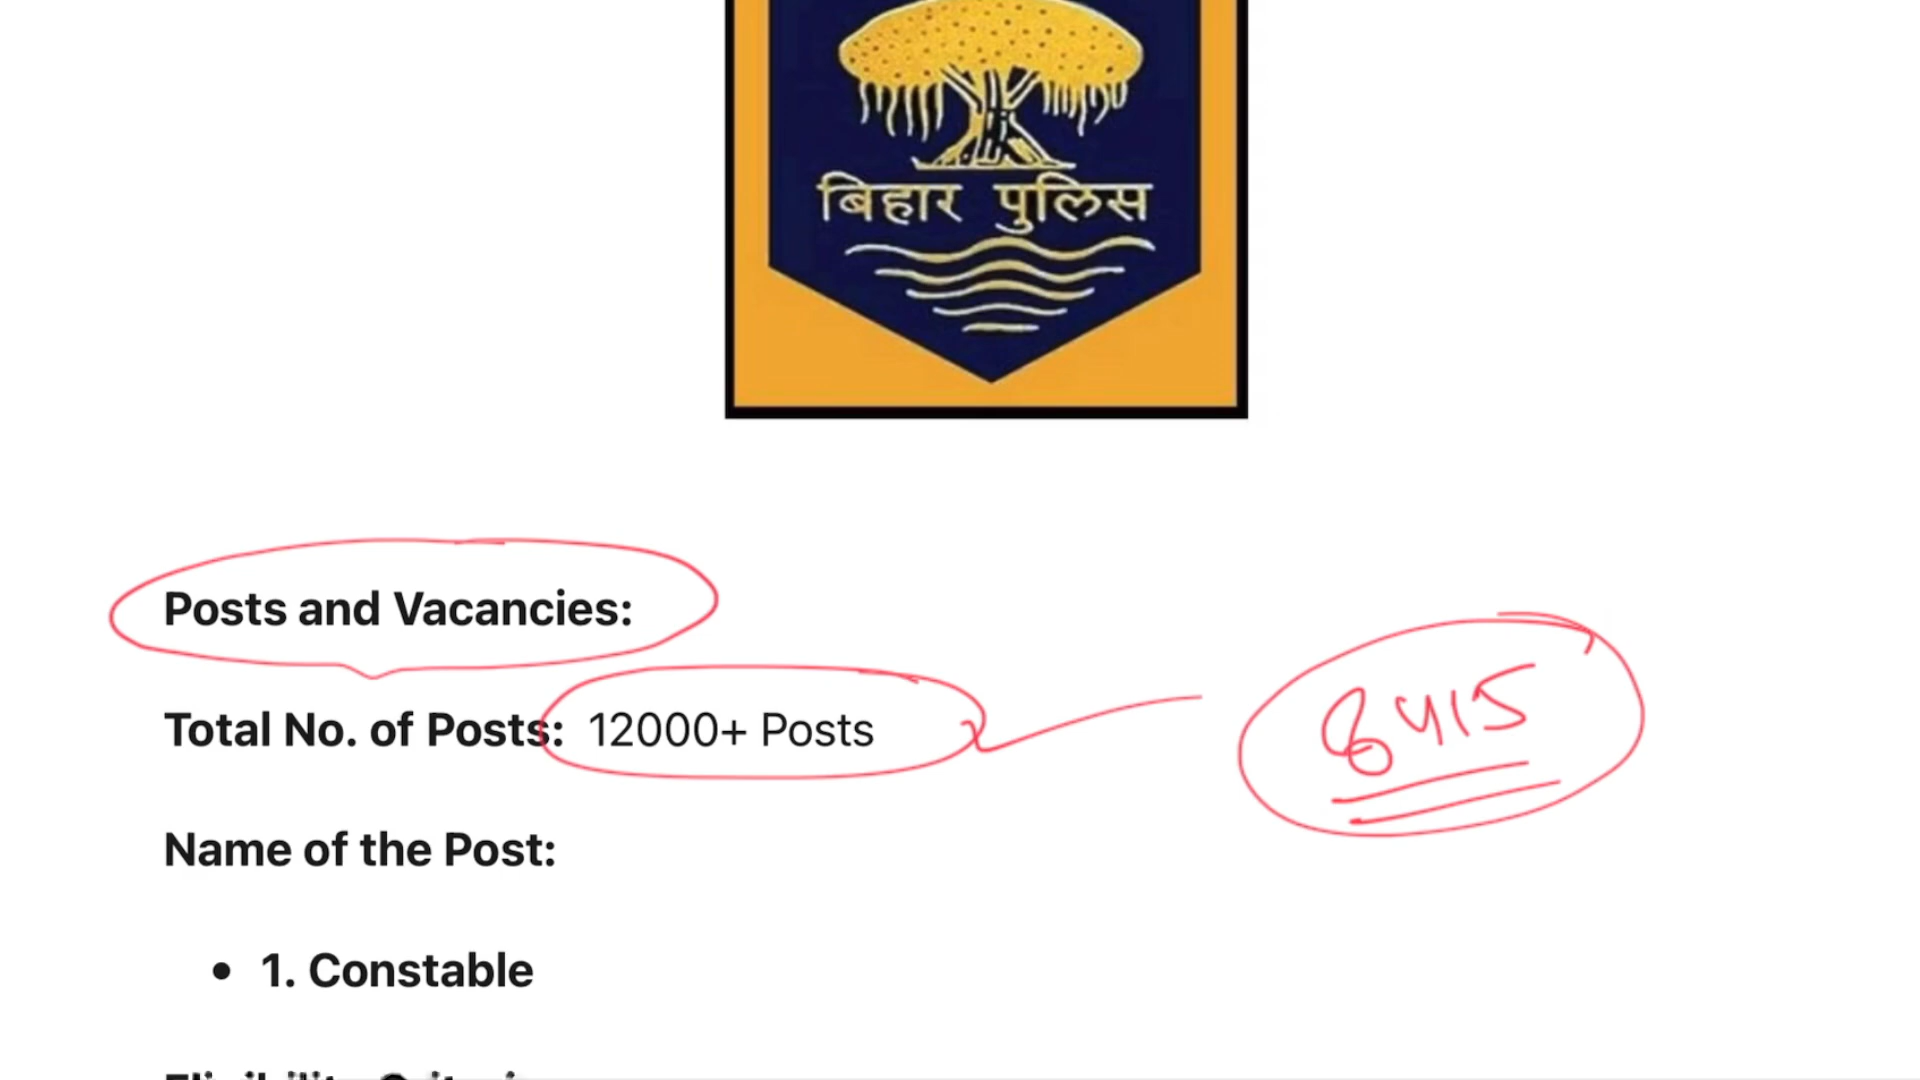 बिहार पुलिस
Posts and Vacancies:
Total No. of Posts: 12000+ Posts
8415
Name of the Post:
• 1. Constable